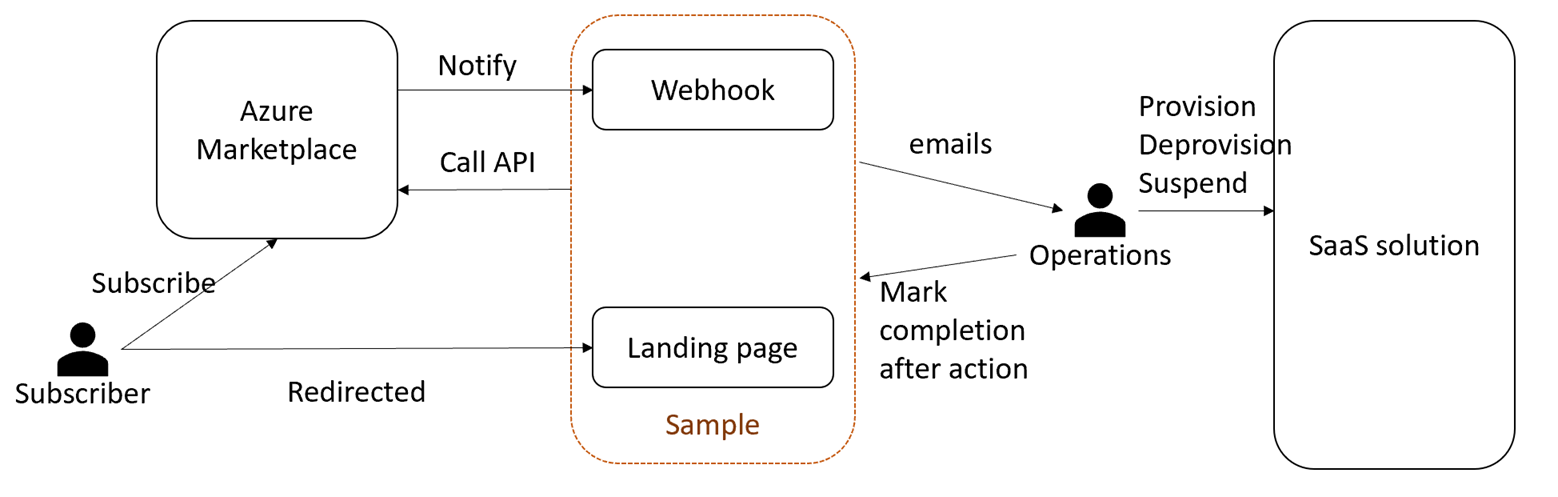 Notify
Azure
Marketplace
Call API
Subscribe
Subscriber
Redirected
Webhook
Landing page
Sample
emails
Operations
Mark
completion
after action
Provision
Deprovision
Suspend
SaaS solution